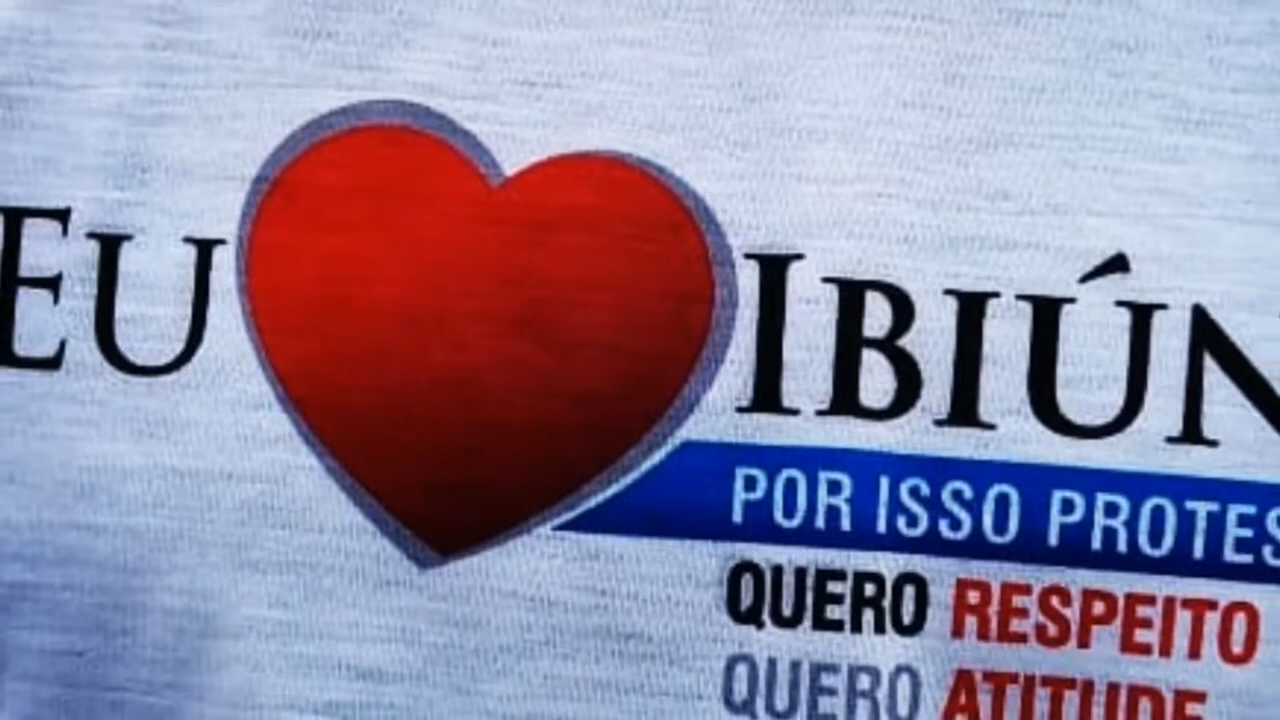 EU IBIÚN
POR ISSO PROTES
QUERO RESPEITO
QUERO ATITUDE